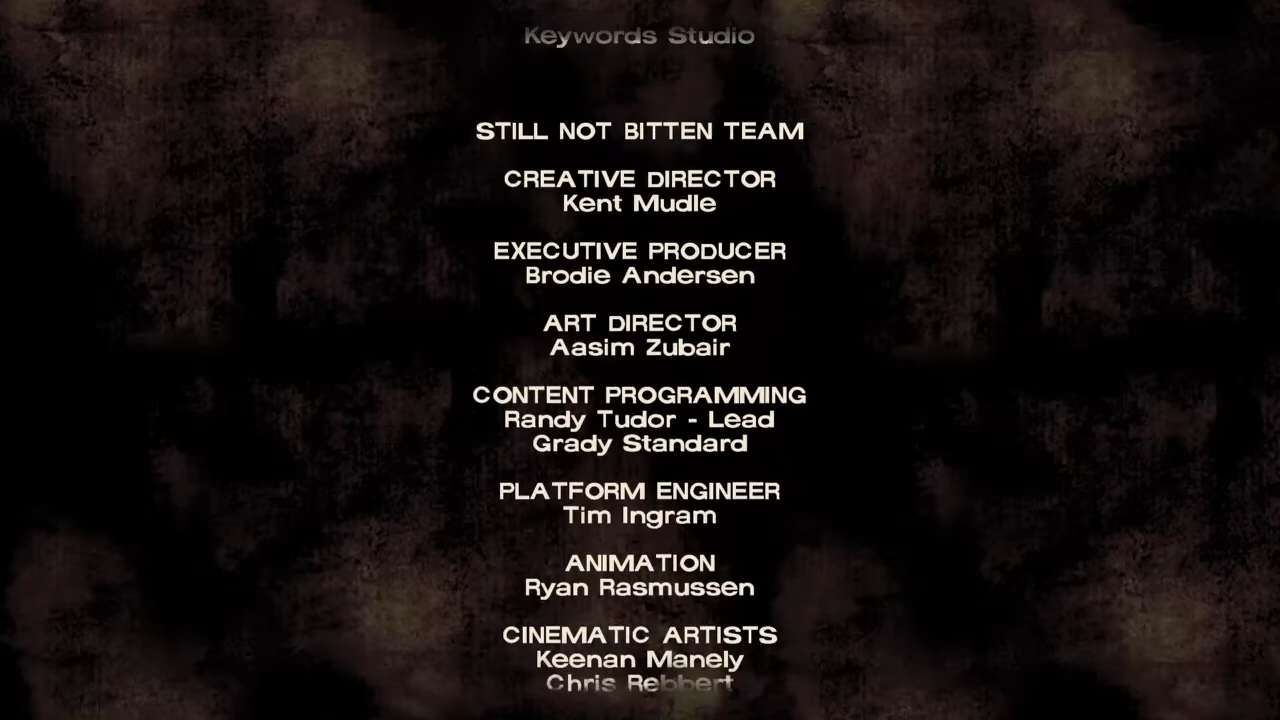 Keywords Studio
STILL NOT BITTEN TEAM
CREATIVE DIRECTOR
Kent Mudle
EXECUTIVE PRODUCER
Brodie Andersen
ART DIRECTOR
Aasim Zubair
CONTENT PROGRAMMING
Randy Tudor - Lead
Grady Standard
PLATFORM ENGINEER
Tim Ingram
ANIMATION
Ryan Rasmussen
CINEMATIC ARTISTS
Keenan Manely
Chris Rebbert